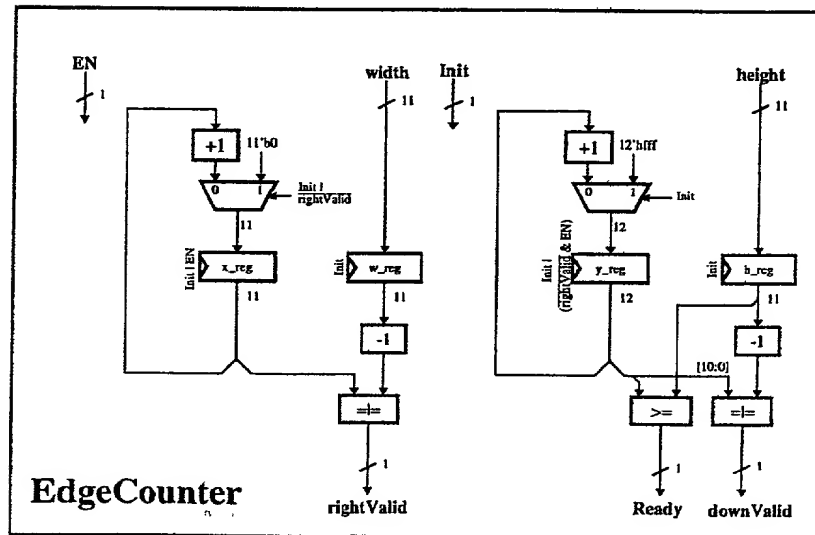 EN
1
width
11
Init
1
height
11
+1
11'b0
0 1
Init |
rightValid
11
Init | EN
x_reg
11
Init
w_reg
11
-1
=|=
1
rightValid
+1
12'hfff
0 1
Init
12
Init |
(rightValid & EN)
y_reg
12
Init
h_reg
11
-1
[10:0]
>=
=|=
1
1
Ready
downValid
EdgeCounter